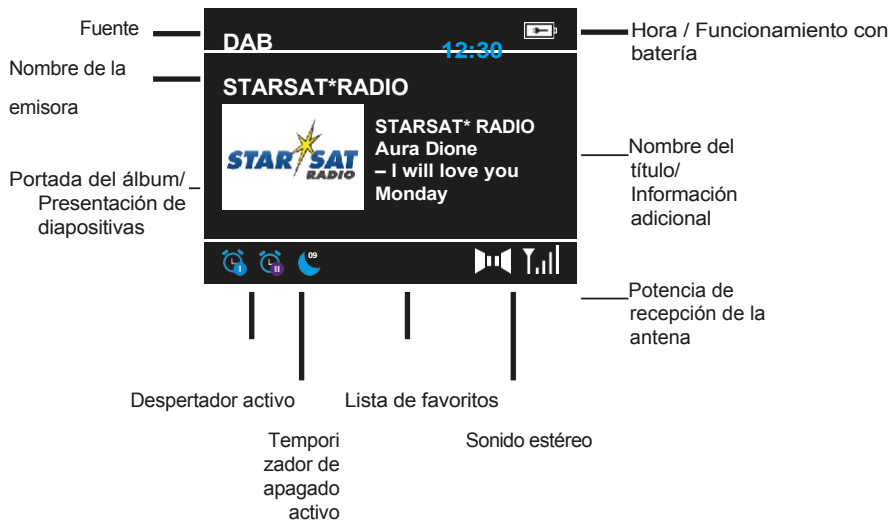 Fuente
DAB
12:30
Hora / Funcionamiento con
batería
Nombre de la
emisora
STARSAT*RADIO
STAR SAT
RADIO
STARSAT* RADIO
Aura Dione
– I will love you
Monday
Nombre del
título/
Información
adicional
Portada del álbum/
Presentación de
diapositivas
I
II
09
Potencia de
recepción de la
antena
Despertador activo
Lista de favoritos
Tempori
zador de
apagado
activo
Sonido estéreo